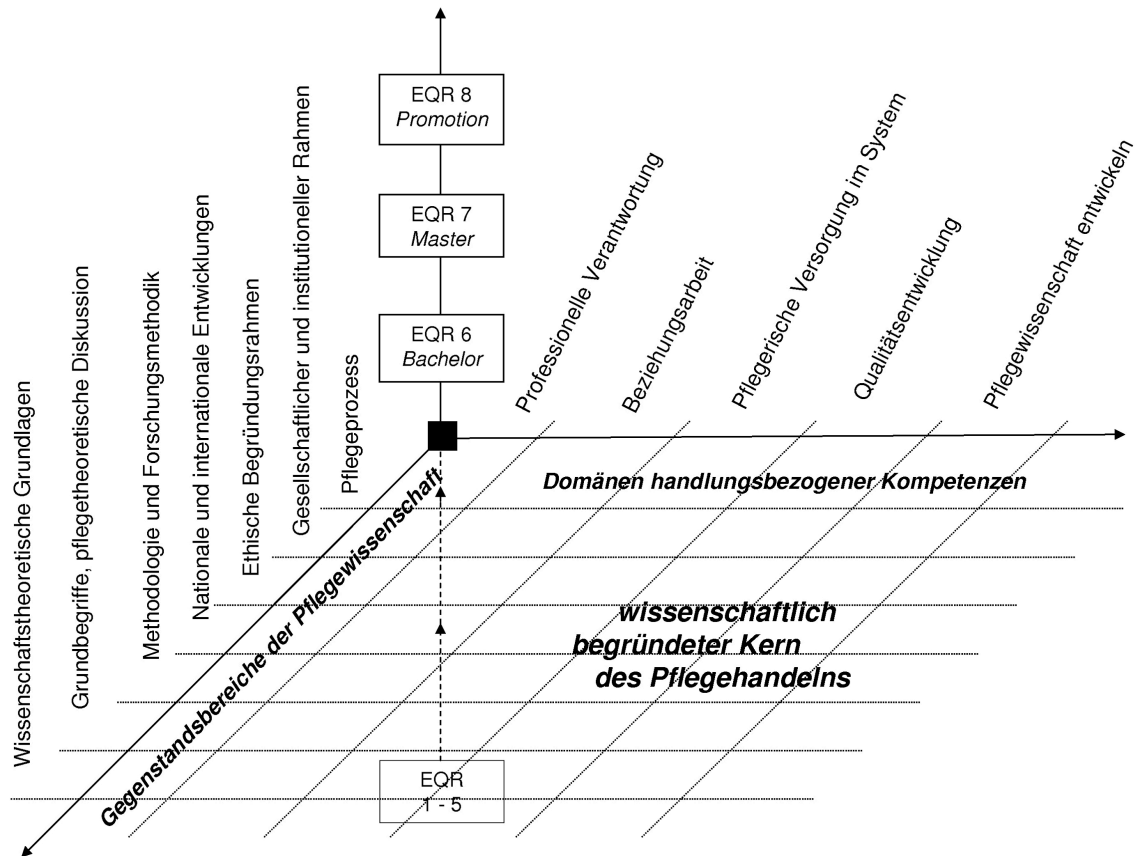 EQR 8
Promotion
EQR 7
Master
EQR 6
Bachelor
Wissenschaftstheoretische Grundlagen
Grundbegriffe, pflegetheoretische Diskussion
Methodologie und Forschungsmethodik
Nationale und internationale Entwicklungen
Ethische Begründungsrahmen
Gesellschaftlicher und institutioneller Rahmen
Pflegeprozess
Professionelle Verantwortung
Beziehungsarbeit
Pflegerische Versorgung im System
Qualitätsentwicklung
Pflegewissenschaft entwickeln
Domänen handlungsbezogener Kompetenzen
Gegenstandsbereiche der Pflegewissenschaft
wissenschaftlich
begründeter Kern
des Pflegehandelns
EQR
1 - 5